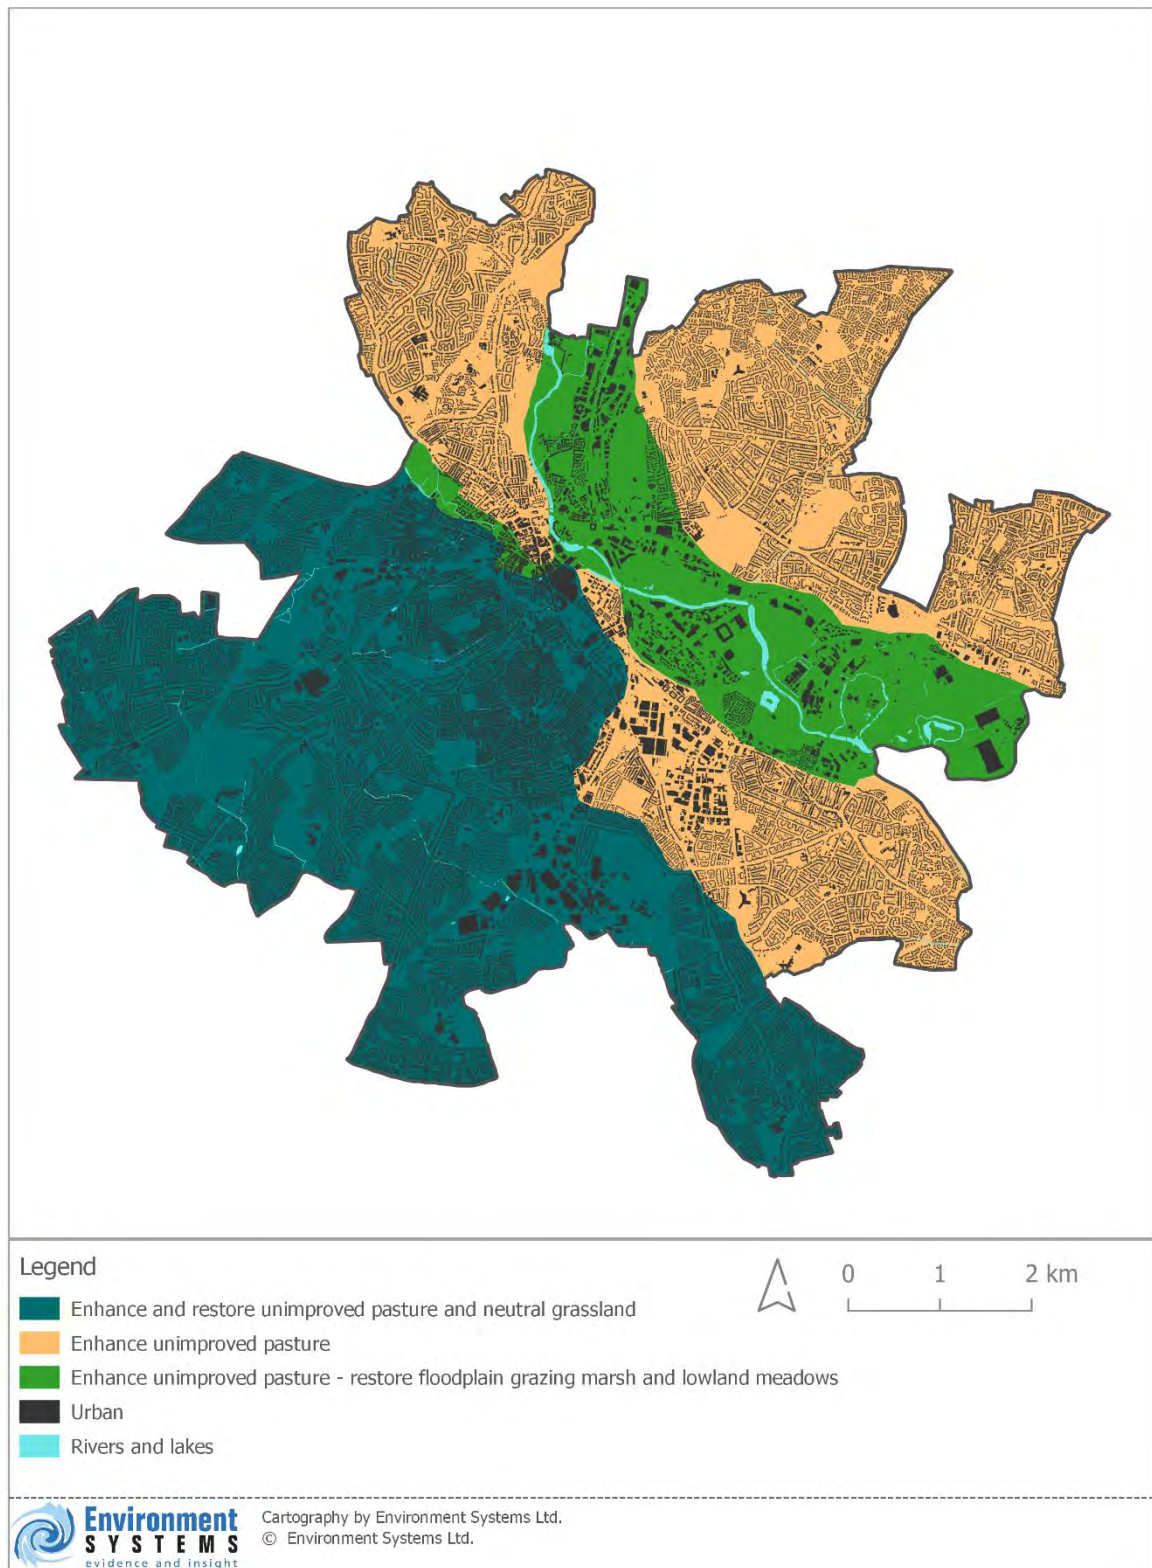 Legend
0 1 2 km
Enhance and restore unimproved pasture and neutral grassland
Enhance unimproved pasture
Enhance unimproved pasture - restore floodplain grazing marsh and lowland meadows
Urban
Rivers and lakes
Environment
SYSTEMS
evidence and insight
Cartography by Environment Systems Ltd.
© Environment Systems Ltd.